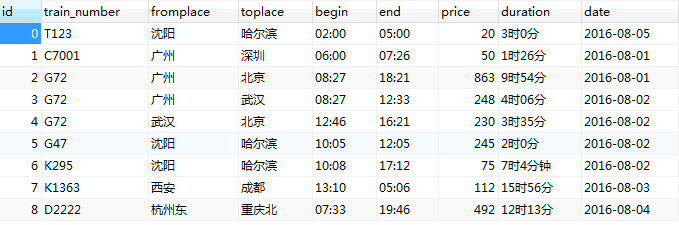 id train_number fromplace toplace begin end price duration date
0 T123 沈阳 哈尔滨 02:00 05:00 20 3时0分 2016-08-05
1 C7001 广州 深圳 06:00 07:26 50 1时26分 2016-08-01
2 G72 广州 北京 08:27 18:21 863 9时54分 2016-08-01
3 G72 广州 武汉 08:27 12:33 248 4时06分 2016-08-02
4 G72 武汉 北京 12:46 16:21 230 3时35分 2016-08-02
5 G47 沈阳 哈尔滨 10:05 12:05 245 2时0分 2016-08-02
6 K295 沈阳 哈尔滨 10:08 17:12 75 7时4分钟 2016-08-02
7 K1363 西安 成都 13:10 05:06 112 15时56分 2016-08-03
8 D2222 杭州东 重庆北 07:33 19:46 492 12时13分 2016-08-04